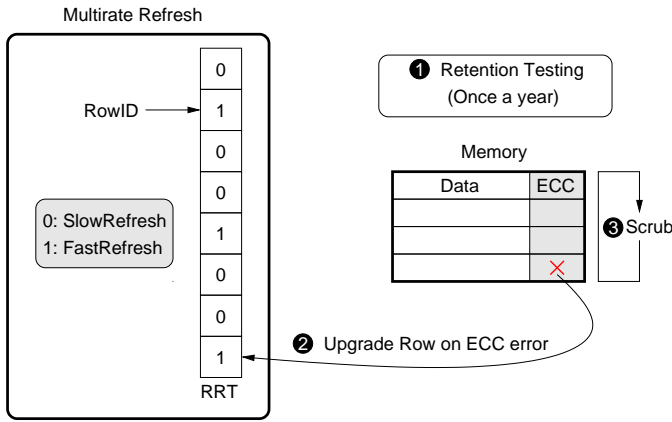 Multirate Refresh
0
RowID
1
0
0
0: SlowRefresh
1: FastRefresh
1
0
0
1
RRT
1 Retention Testing
(Once a year)
Memory
Data ECC
3 Scrub
2 Upgrade Row on ECC error